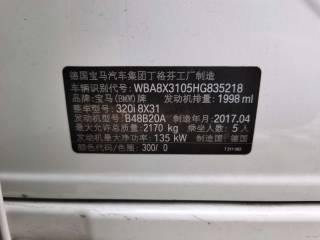 德国宝马汽车集团丁格芬工厂制造
车辆识别代号: WBA8X3105HG835218
品牌: 宝马(BMW)牌 发动机排量: 1998 ml
整车型号: 320i 8X31
发动机型号: B48B20A 制造年月: 2017.04
最大允许总质量: 2170 kg 乘坐人数: 5人
发动机最大净功率: 135 kW 制造国: 德国
颜色/代码: 300/ 0